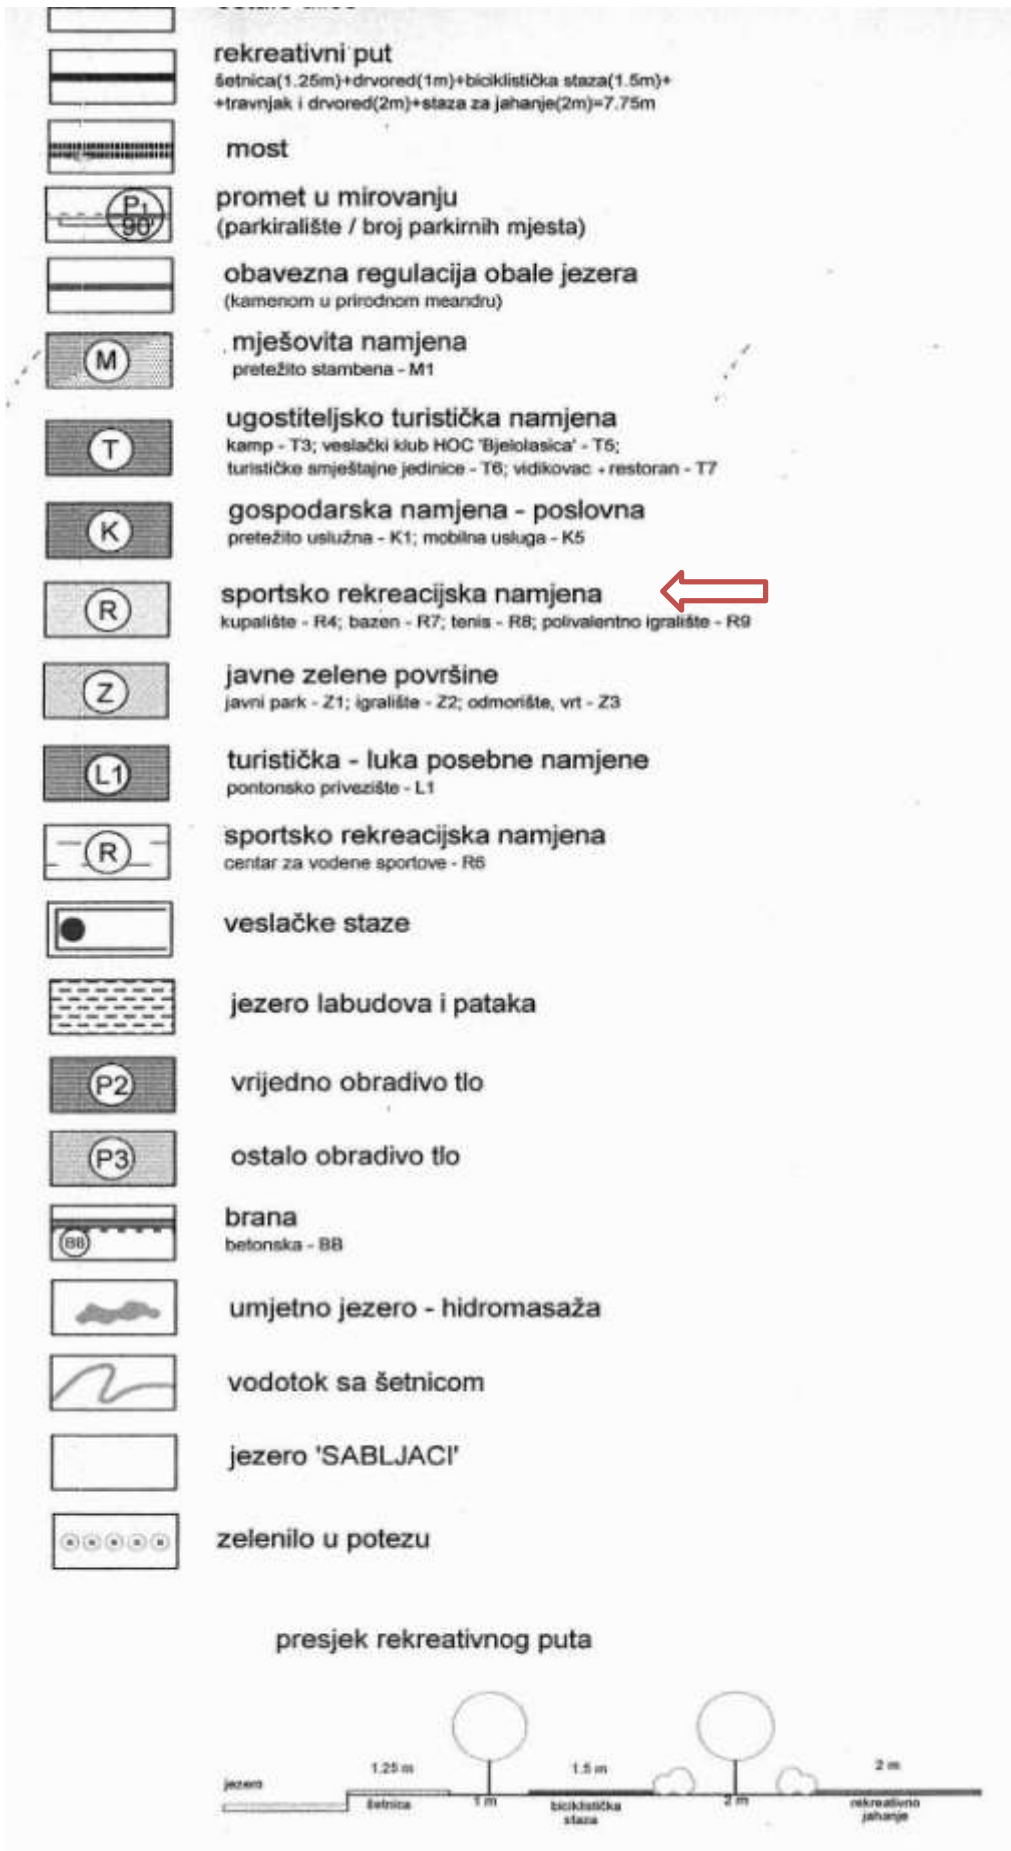 rekreativni put
šetnica(1.25m)+drvored(1m)+biciklistička staza(1.5m)+
+travnjak i drvored(2m)+staza za jahanje(2m)=7.75m
most
P1
90'
promet u mirovanju
(parkiralište / broj parkirnih mjesta)
obavezna regulacija obale jezera
(kamenom u prirodnom meandru)
M
mješovita namjena
pretežito stambena - M1
T
ugostiteljsko turistička namjena
kamp - T3; veslački klub HOC 'Bjelolasica' - T5;
turističke smještajne jedinice - T6; vidikovac + restoran - T7
K
gospodarska namjena - poslovna
pretežito uslužna - K1; mobilna usluga - K5
R
sportsko rekreacijska namjena
kupalište - R4; bazen - R7; tenis - R8; polivalentno igralište - R9
Z
javne zelene površine
javni park - Z1; igralište - Z2; odmorište, vrt - Z3
L1
turistička - luka posebne namjene
pontonsko privezište - L1
R
sportsko rekreacijska namjena
centar za vodene sportove - R6
veslačke staze
jezero labudova i pataka
P2
vrijedno obradivo tlo
P3
ostalo obradivo tlo
BB
brana
betonska - BB
umjetno jezero - hidromasaža
vodotok sa šetnicom
jezero 'SABLJACI'
zelenilo u potezu
presjek rekreativnog puta
1.25 m
1.5 m
2 m
jezero
šetnica
1 m
biciklistička
staza
2 m
rekreativno
jahanje